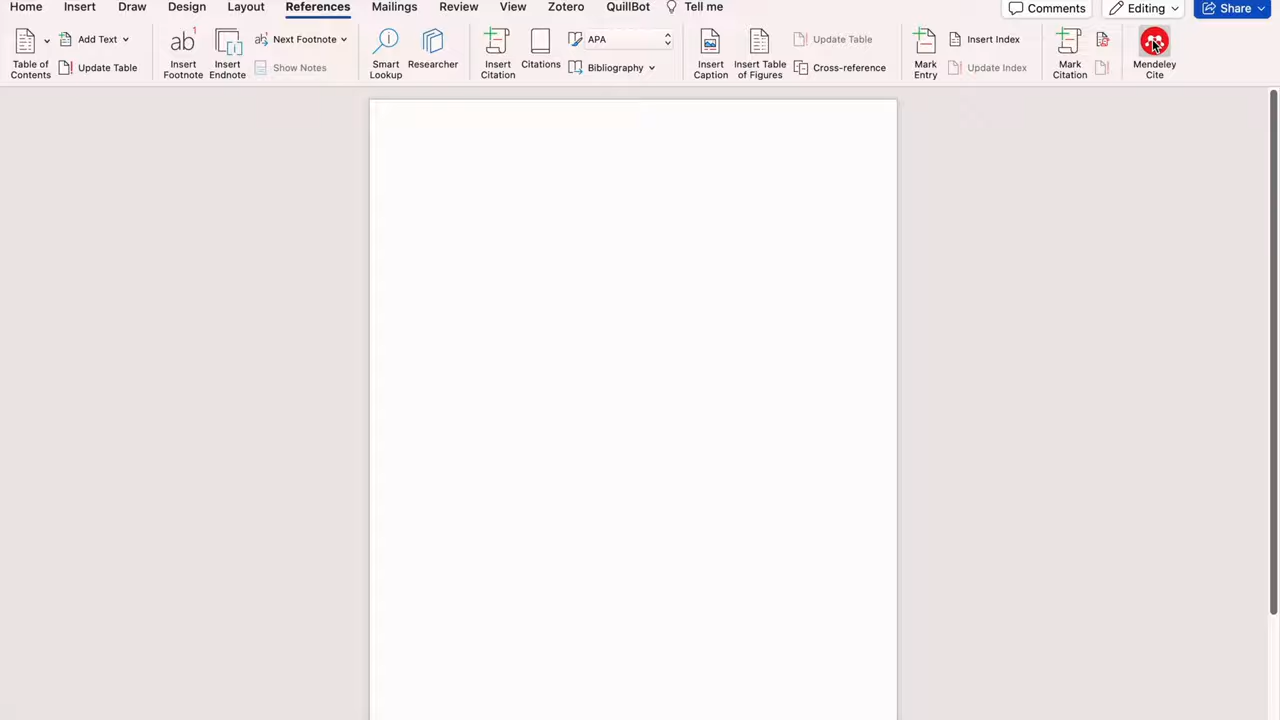 Home Insert Draw Design Layout References Mailings Review View Zotero QuillBot Tell me Comments Editing Share
Table of Contents
Add Text
Update Table
ab 1
Insert Footnote
Insert Endnote
ab Next Footnote
Show Notes
Smart Lookup
Researcher
Insert Citation
Citations
APA
Bibliography
Insert Caption
Insert Table of Figures
Update Table
Cross-reference
Mark Entry
Insert Index
Update Index
Mark Citation
Mendeley Cite